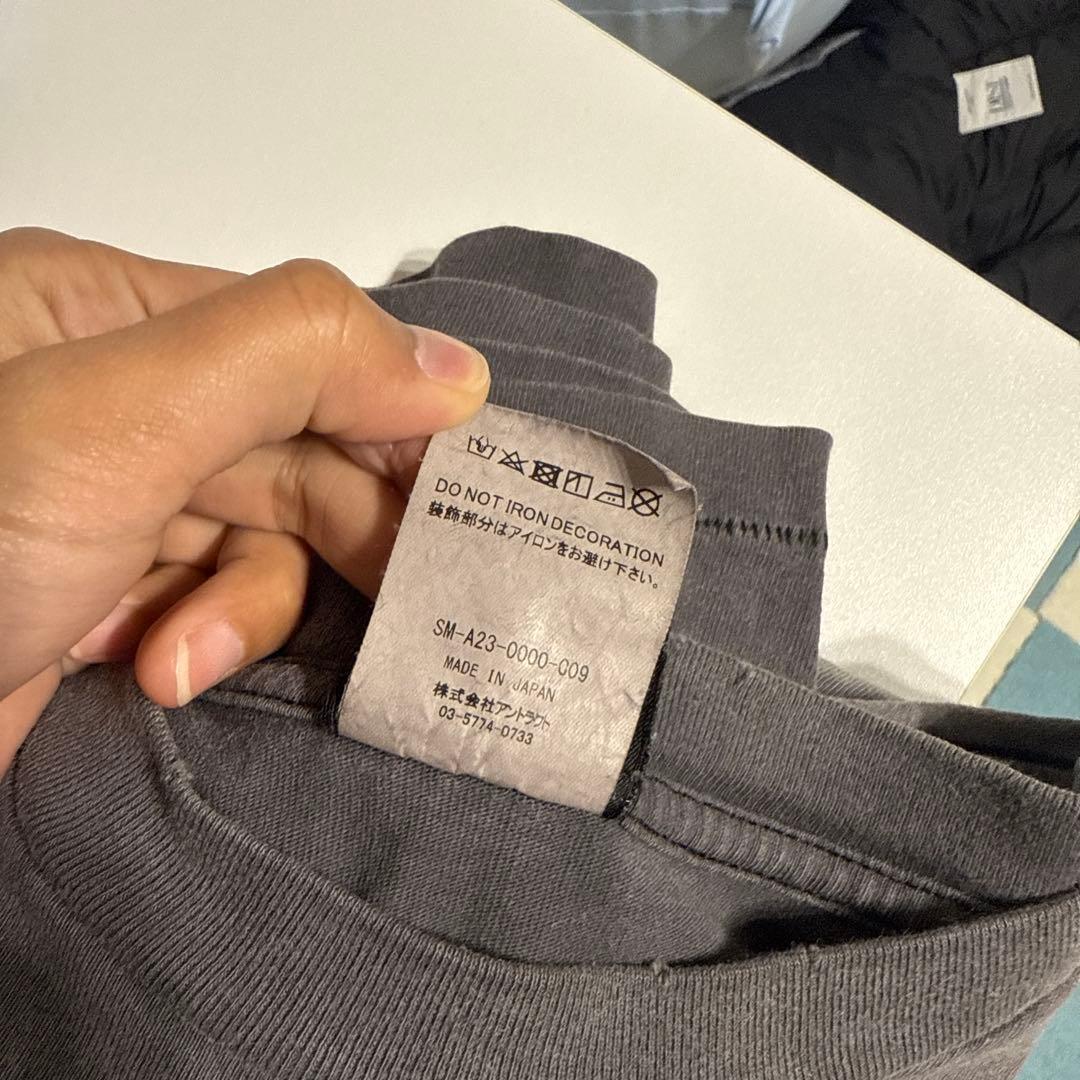 DO NOT IRON DECORATION
装飾部分はアイロンをお避け下さい。
SM-A23-0000-009
MADE IN JAPAN
株式会社アントラクト
03-5774-0733